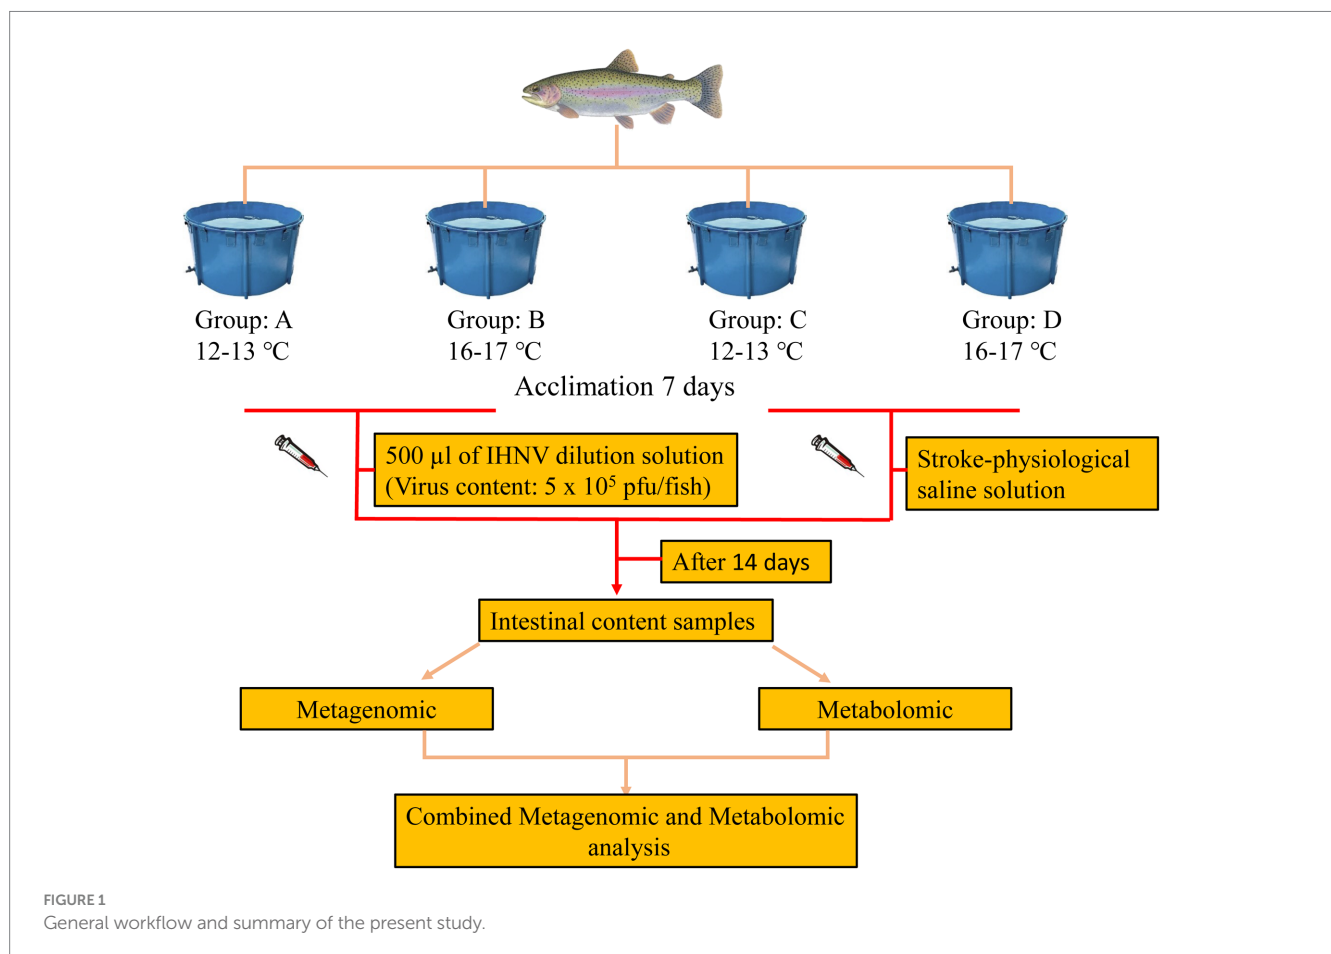 Group: A
12-13 ℃
Group: B
16-17 ℃
Group: C
12-13 ℃
Group: D
16-17 ℃
Acclimation 7 days
500 µl of IHNV dilution solution
(Virus content: 5 x 10⁵ pfu/fish)
Stroke-physiological
saline solution
After 14 days
Intestinal content samples
Metagenomic
Metabolomic
Combined Metagenomic and Metabolomic
analysis
FIGURE 1
General workflow and summary of the present study.